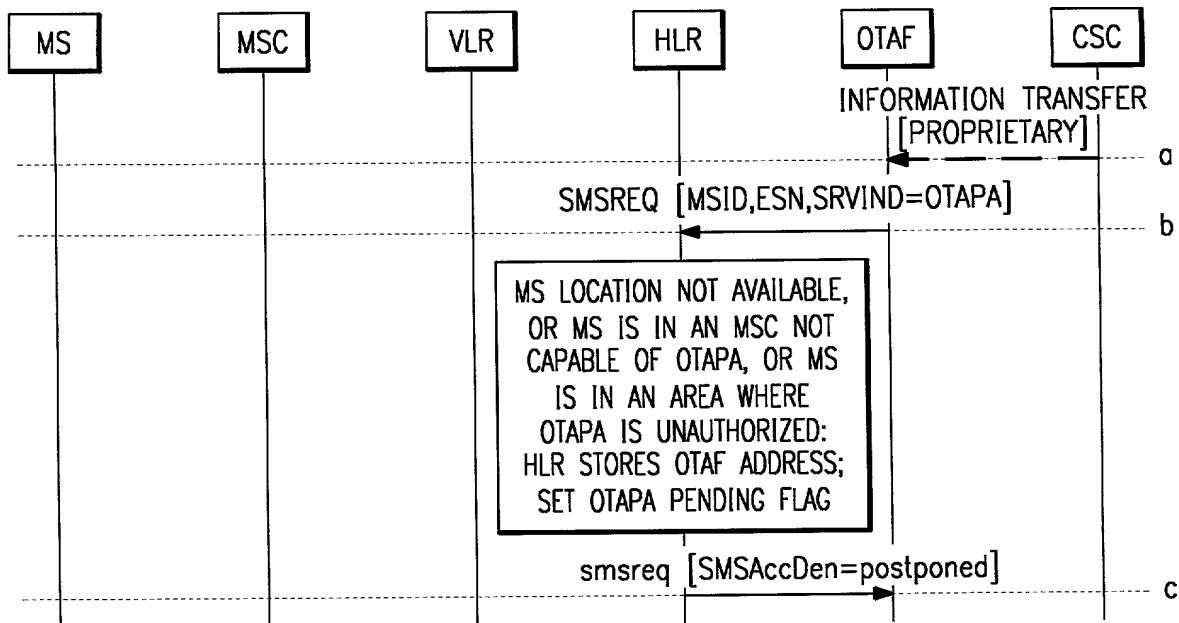 MS MSC VLR HLR OTAF CSC
INFORMATION TRANSFER
[PROPRIETARY]
a
SMSREQ [MSID,ESN,SRVIND=OTAPA]
b
MS LOCATION NOT AVAILABLE,
OR MS IS IN AN MSC NOT
CAPABLE OF OTAPA, OR MS
IS IN AN AREA WHERE
OTAPA IS UNAUTHORIZED:
HLR STORES OTAF ADDRESS;
SET OTAPA PENDING FLAG
smsreq [SMSAccDen=postponed]
c